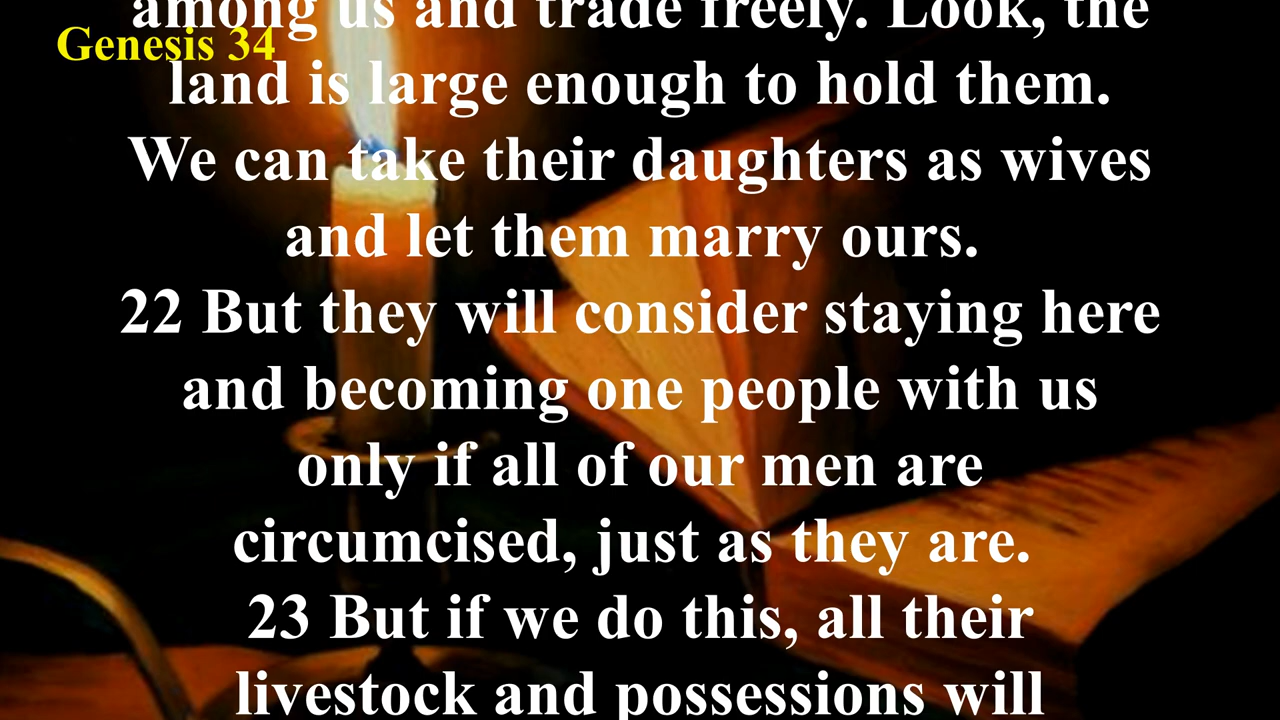 among us and trade freely. Look, the
Genesis 34
land is large enough to hold them.
We can take their daughters as wives
and let them marry ours.
22 But they will consider staying here
and becoming one people with us
only if all of our men are
circumcised, just as they are.
23 But if we do this, all their
livestock and possessions will